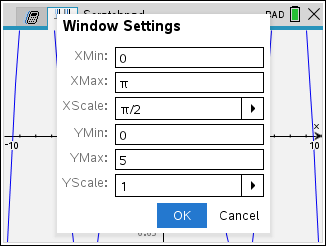 RAD
Window Settings
XMin: 0
XMax: π
XScale: π/2
YMin: 0
YMax: 5
YScale: 1
OK Cancel
x
-10 10